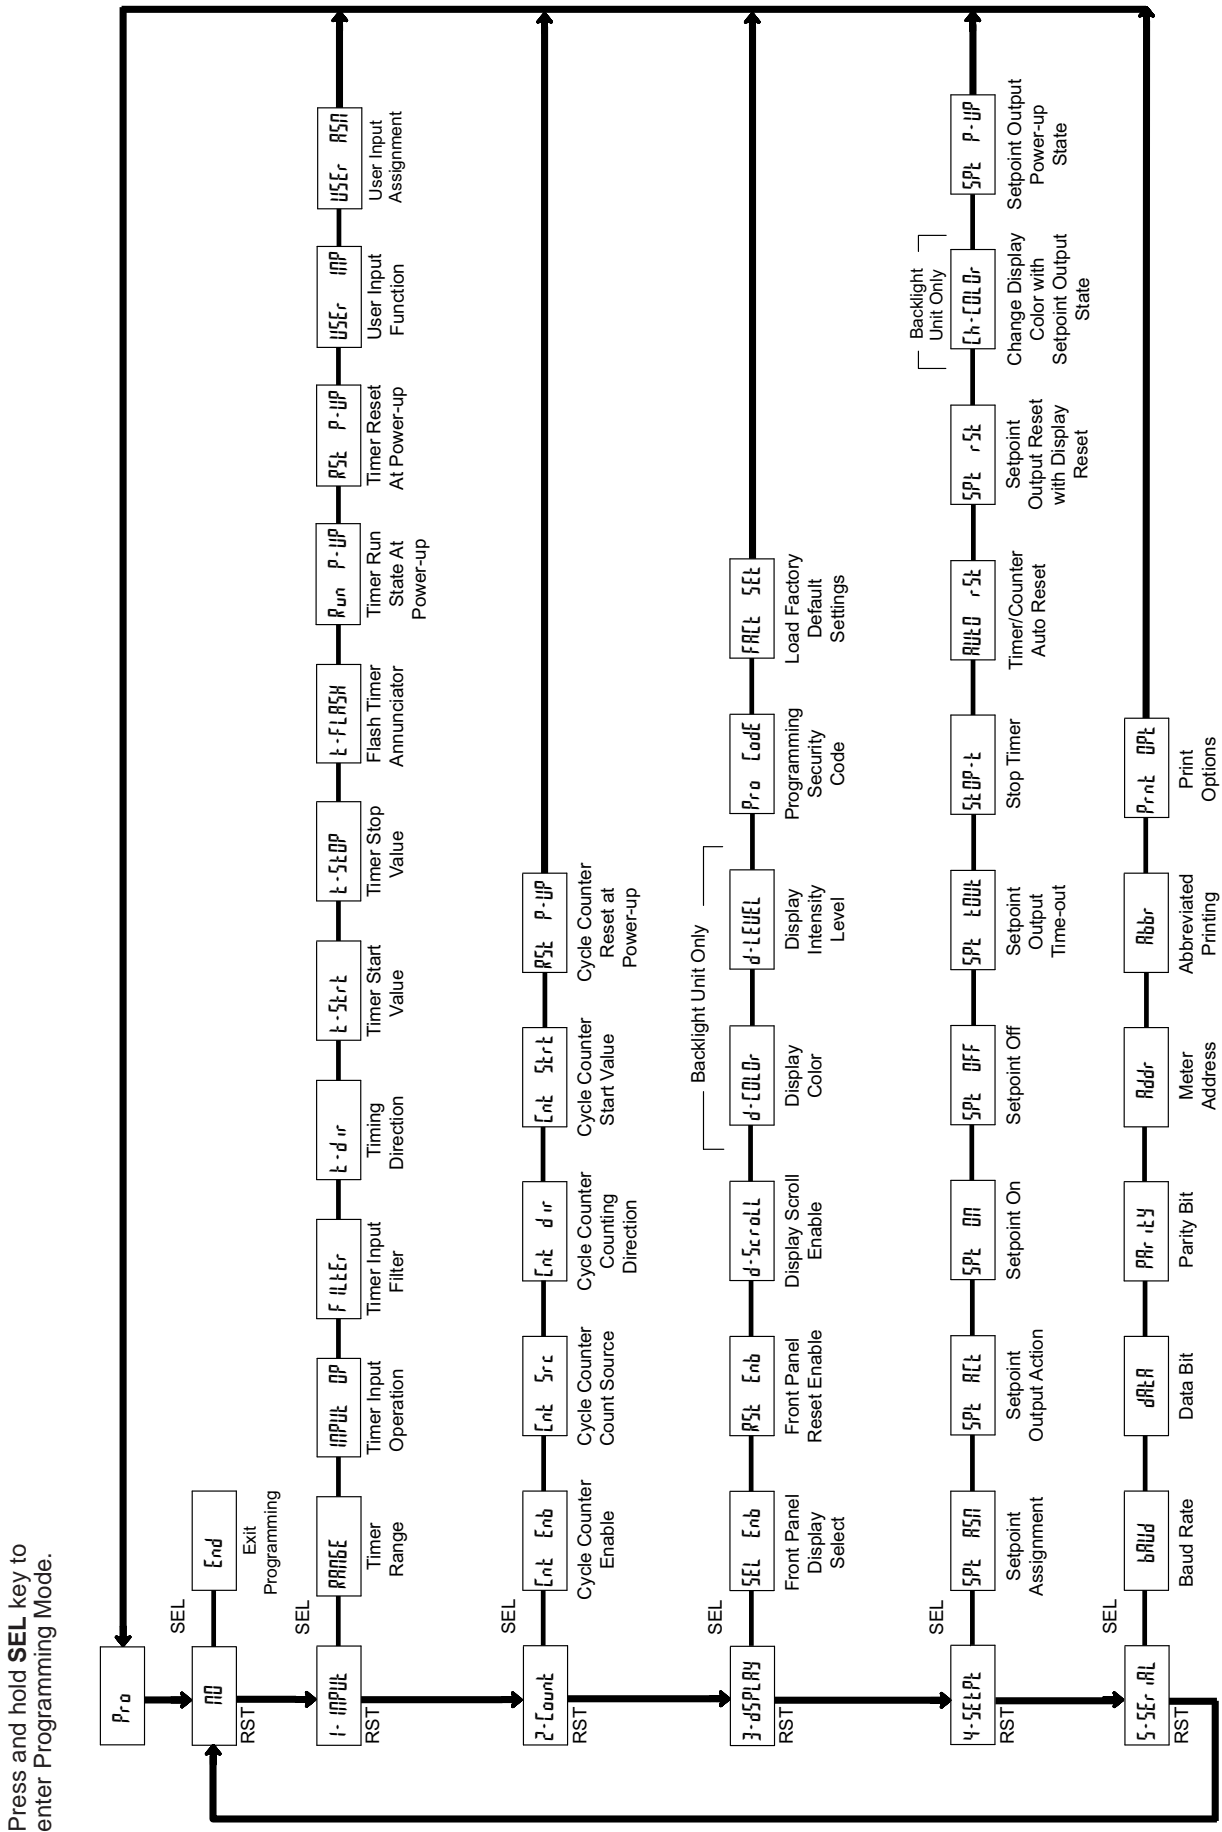 Press and hold SEL key to
enter Programming Mode.
Pro
NO
SEL
RST
End
Exit
Programming
1-INPUt
SEL
RST
RANGE
Timer
Range
INPUt OP
Timer Input
Operation
FILtEr
Timer Input
Filter
t-dir
Timing
Direction
t-Strt
Timer Start
Value
t-StOP
Timer Stop
Value
t-FLASH
Flash Timer
Annunciator
Run P-UP
Timer Run
State At
Power-up
RSt P-UP
Timer Reset
At Power-up
USEr INP
User Input
Function
USEr ASN
User Input
Assignment
2-Count
SEL
RST
Cnt Enb
Cycle Counter
Enable
Cnt Src
Cycle Counter
Count Source
Cnt dir
Cycle Counter
Counting
Direction
Cnt Strt
Cycle Counter
Start Value
RSt P-UP
Cycle Counter
Reset at
Power-up
3-dSPLAY
SEL
RST
SEL Enb
Front Panel
Display
Select
RSt Enb
Front Panel
Reset Enable
d-ScroLL
Display Scroll
Enable
Backlight Unit Only
d-COLOr
Display
Color
d-LEVEL
Display
Intensity
Level
Pro CodE
Programming
Security
Code
FACt SEt
Load Factory
Default
Settings
4-SEtPt
SEL
RST
SPt ASN
Setpoint
Assignment
SPt ACt
Setpoint
Output Action
SPt ON
Setpoint On
SPt OFF
Setpoint Off
SPt tOUt
Setpoint
Output
Time-out
StOP-t
Stop Timer
AUtO rSt
Timer/Counter
Auto Reset
SPt rSt
Setpoint
Output Reset
with Display
Reset
Backlight
Unit Only
Ch-COLOr
Change Display
Color with
Setpoint Output
State
SPt P-UP
Setpoint Output
Power-up
State
5-SErIAL
SEL
RST
bAUd
Baud Rate
dAtA
Data Bit
PAritY
Parity Bit
Addr
Meter
Address
Abbr
Abbreviated
Printing
Prnt OPt
Print
Options